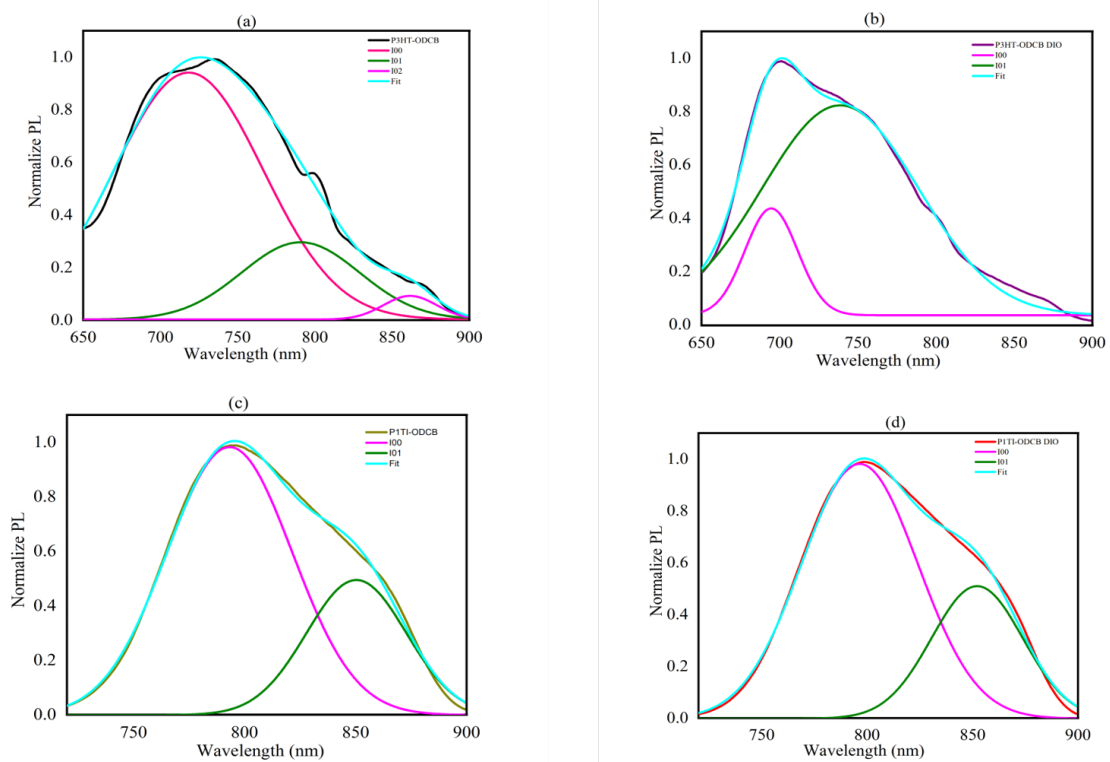 (a)
P3HT-ODCB
I00
I01
I02
Fit
Normalize PL
1.0
0.8
0.6
0.4
0.2
0.0
650 700 750 800 850 900
Wavelength (nm)
(b)
P3HT-ODCB DIO
I00
I01
Fit
Normalize PL
1.0
0.8
0.6
0.4
0.2
0.0
650 700 750 800 850 900
Wavelength (nm)
(c)
P1TI-ODCB
I00
I01
Fit
Normalize PL
1.0
0.8
0.6
0.4
0.2
0.0
750 800 850 900
Wavelength (nm)
(d)
P1TI-ODCB DIO
I00
I01
Fit
Normalize PL
1.0
0.8
0.6
0.4
0.2
0.0
750 800 850 900
Wavelength (nm)